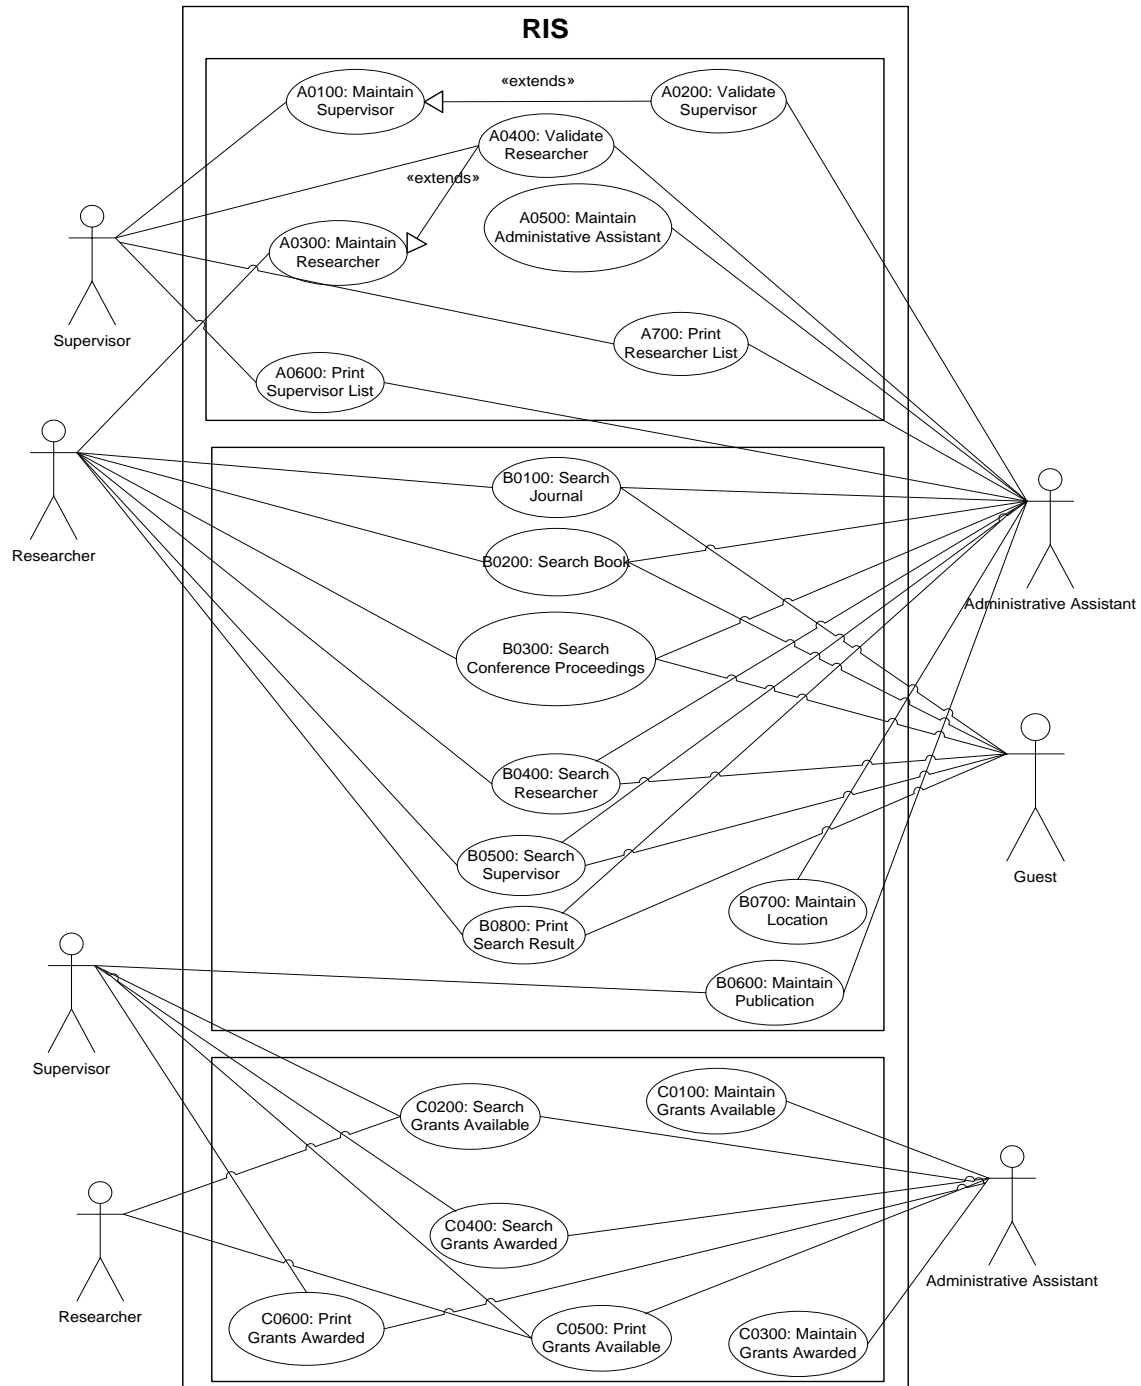 RIS
«extends»
A0100: Maintain
Supervisor
A0200: Validate
Supervisor
A0400: Validate
Researcher
«extends»
A0500: Maintain
Administative Assistant
A0300: Maintain
Researcher
Supervisor
A700: Print
Researcher List
A0600: Print
Supervisor List
B0100: Search
Journal
Researcher
B0200: Search Book
Administrative Assistant
B0300: Search
Conference Proceedings
B0400: Search
Researcher
B0500: Search
Supervisor
Guest
B0700: Maintain
Location
B0800: Print
Search Result
B0600: Maintain
Publication
Supervisor
C0100: Maintain
Grants Available
C0200: Search
Grants Available
C0400: Search
Grants Awarded
Administrative Assistant
Researcher
C0600: Print
Grants Awarded
C0500: Print
Grants Available
C0300: Maintain
Grants Awarded